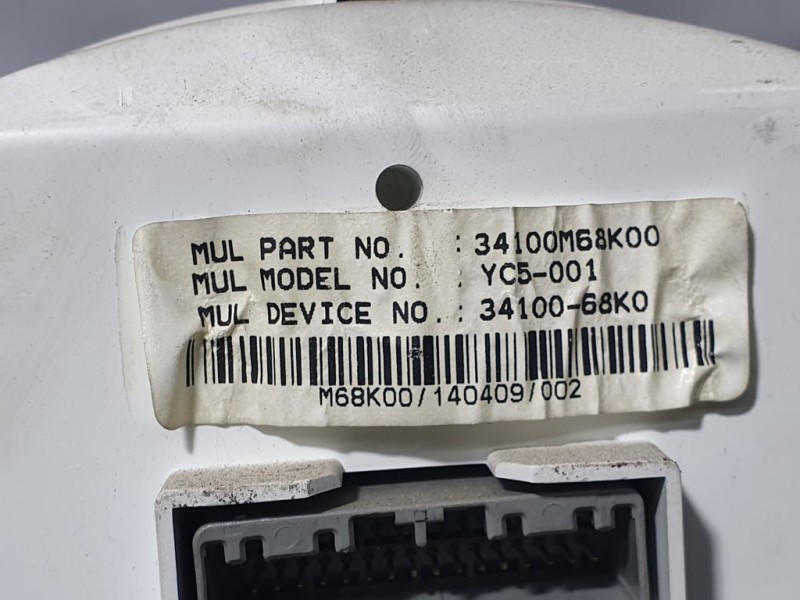 MUL PART NO. : 34100M68K00
MUL MODEL NO. : YC5-001
MUL DEVICE NO. : 34100-68K0
M68K00/140409/002